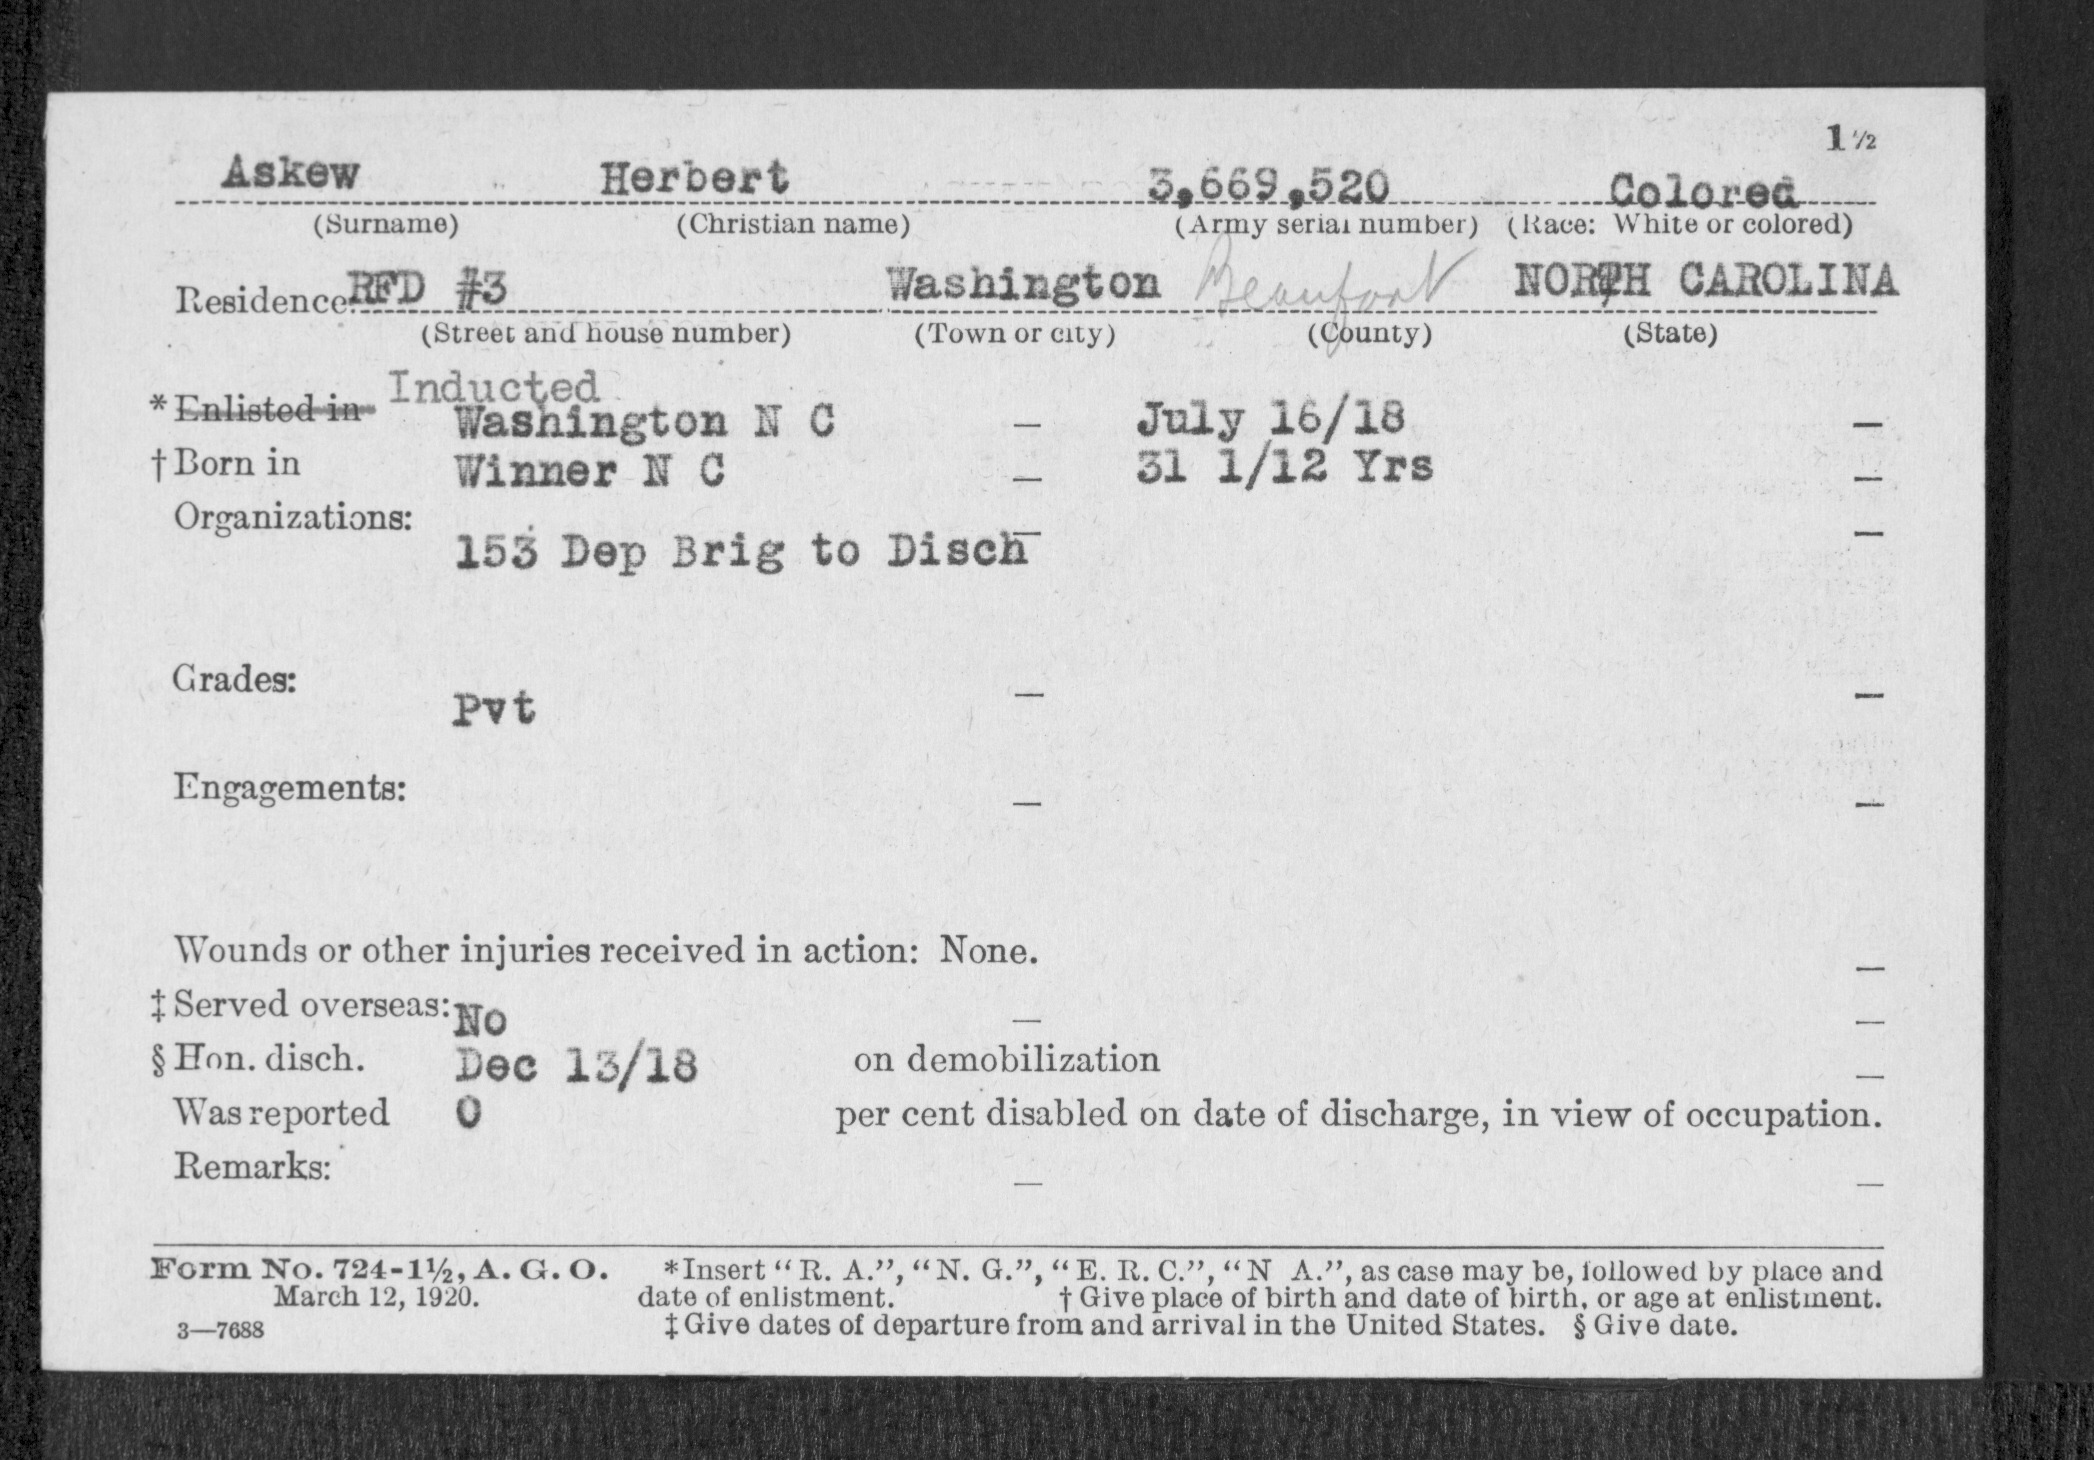 1 1/2
Askew Herbert 3,669,520 Colored
(Surname) (Christian name) (Army serial number) (Race: White or colored)
Residence: RFD #3 Washington Beaufort NORTH CAROLINA
(Street and house number) (Town or city) (County) (State)
Inducted
* Enlisted in Washington N C — July 16/18 —
† Born in Winner N C — 31 1/12 Yrs —
Organizations: — —
153 Dep Brig to Disch
Grades: — —
Pvt
Engagements: — —
Wounds or other injuries received in action: None. —
‡ Served overseas: No — —
§ Hon. disch. Dec 13/18 on demobilization —
Was reported 0 per cent disabled on date of discharge, in view of occupation.
Remarks: — —
Form No. 724-1½, A. G. O. *Insert “R. A.”, “N. G.”, “E. R. C.”, “N A.”, as case may be, followed by place and
March 12, 1920. date of enlistment. † Give place of birth and date of birth, or age at enlistment.
3—7688 ‡ Give dates of departure from and arrival in the United States. § Give date.